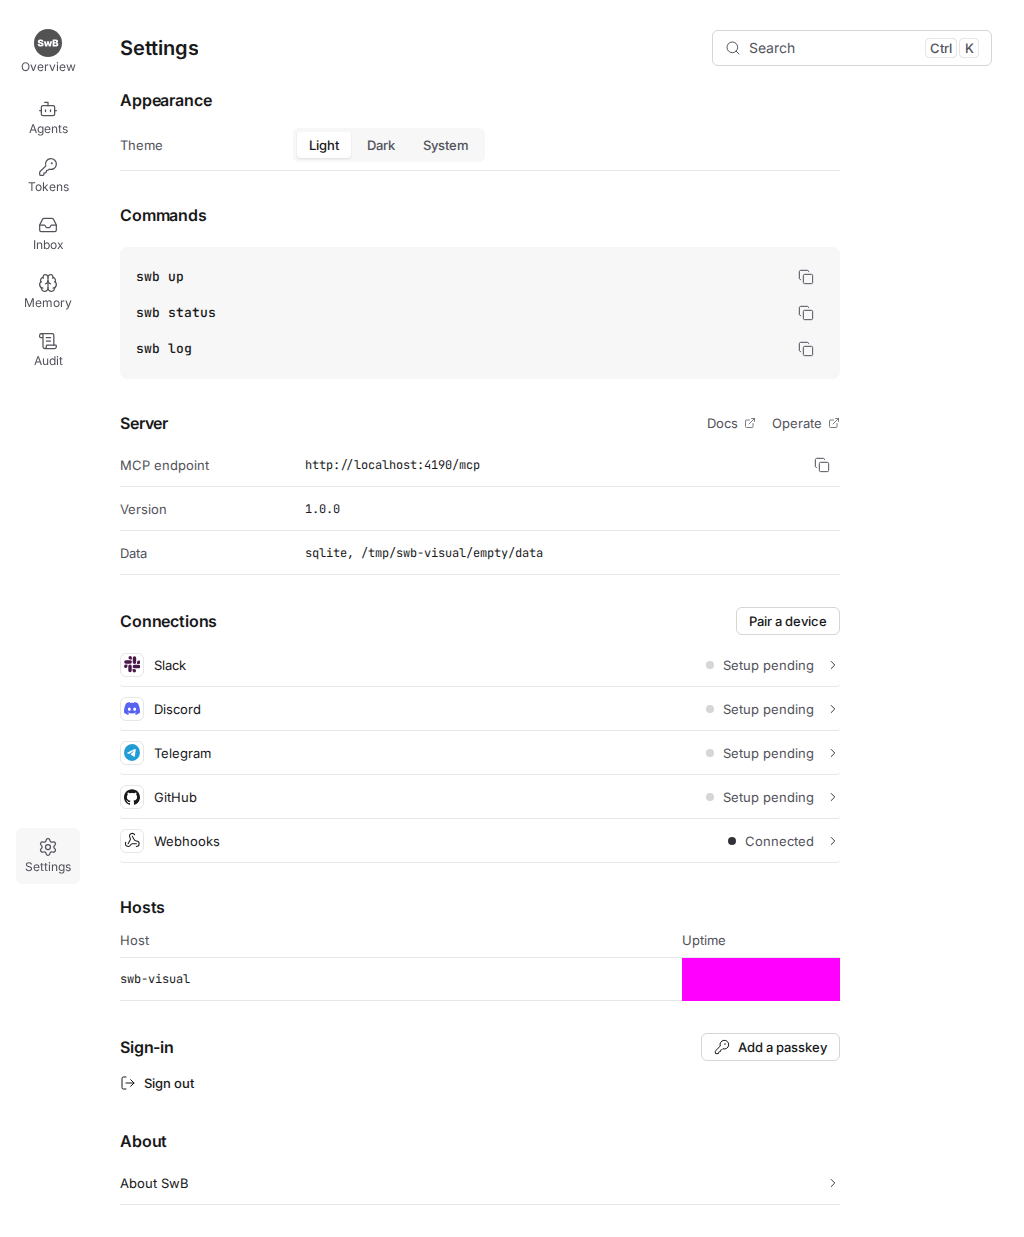 SwB
Overview
Agents
Tokens
Inbox
Memory
Audit
Settings
Settings
Search Ctrl K
Appearance
Theme Light Dark System
Commands
swb up
swb status
swb log
Server Docs Operate
MCP endpoint http://localhost:4190/mcp
Version 1.0.0
Data sqlite, /tmp/swb-visual/empty/data
Connections Pair a device
Slack Setup pending
Discord Setup pending
Telegram Setup pending
GitHub Setup pending
Webhooks Connected
Hosts
Host Uptime
swb-visual
Sign-in Add a passkey
Sign out
About
About SwB